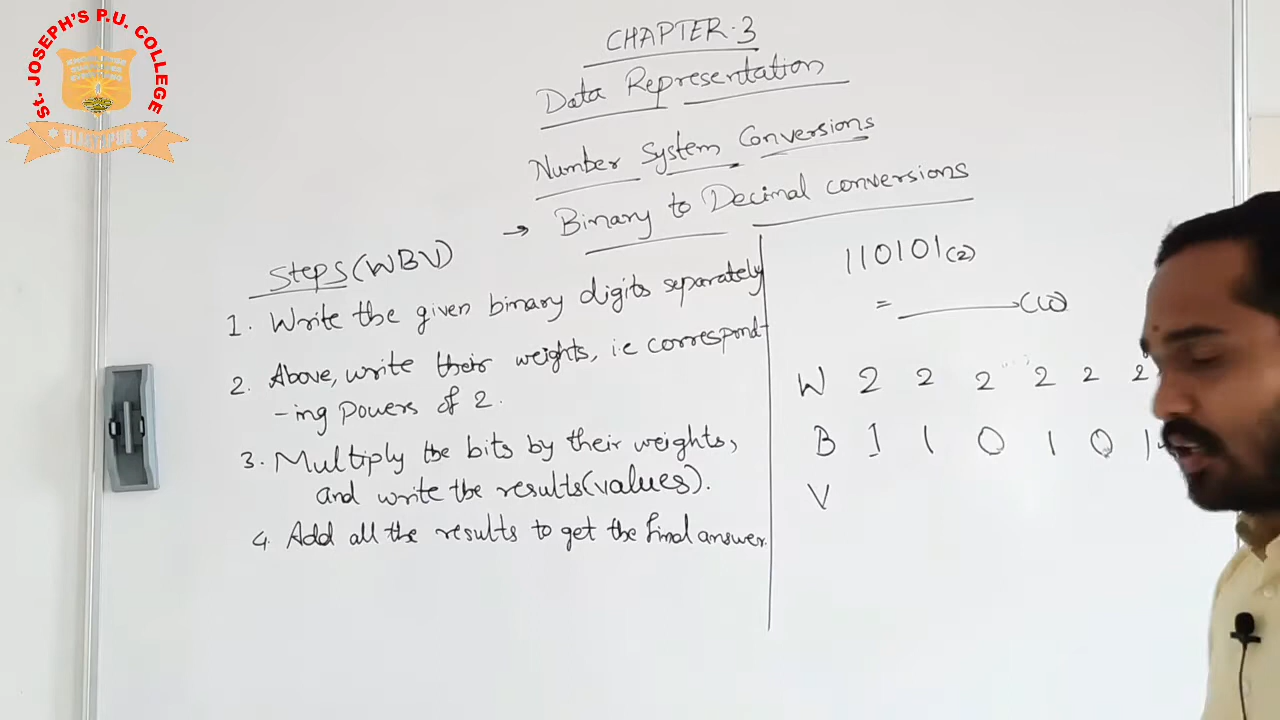 St. JOSEPH'S P.U. COLLEGE
VIJAYAPUR
CHAPTER-3
Data Representation
Number System Conversions
→ Binary to Decimal conversions
Steps(WBV)
1. Write the given binary digits separately
2. Above, write their weights, i.e correspond-
-ing powers of 2.
3. Multiply the bits by their weights,
and write the results(values).
4. Add all the results to get the final answer.
110101(2)
= ________(10)
W 2 2 2 2 2 2
B 1 1 0 1 0 1
V